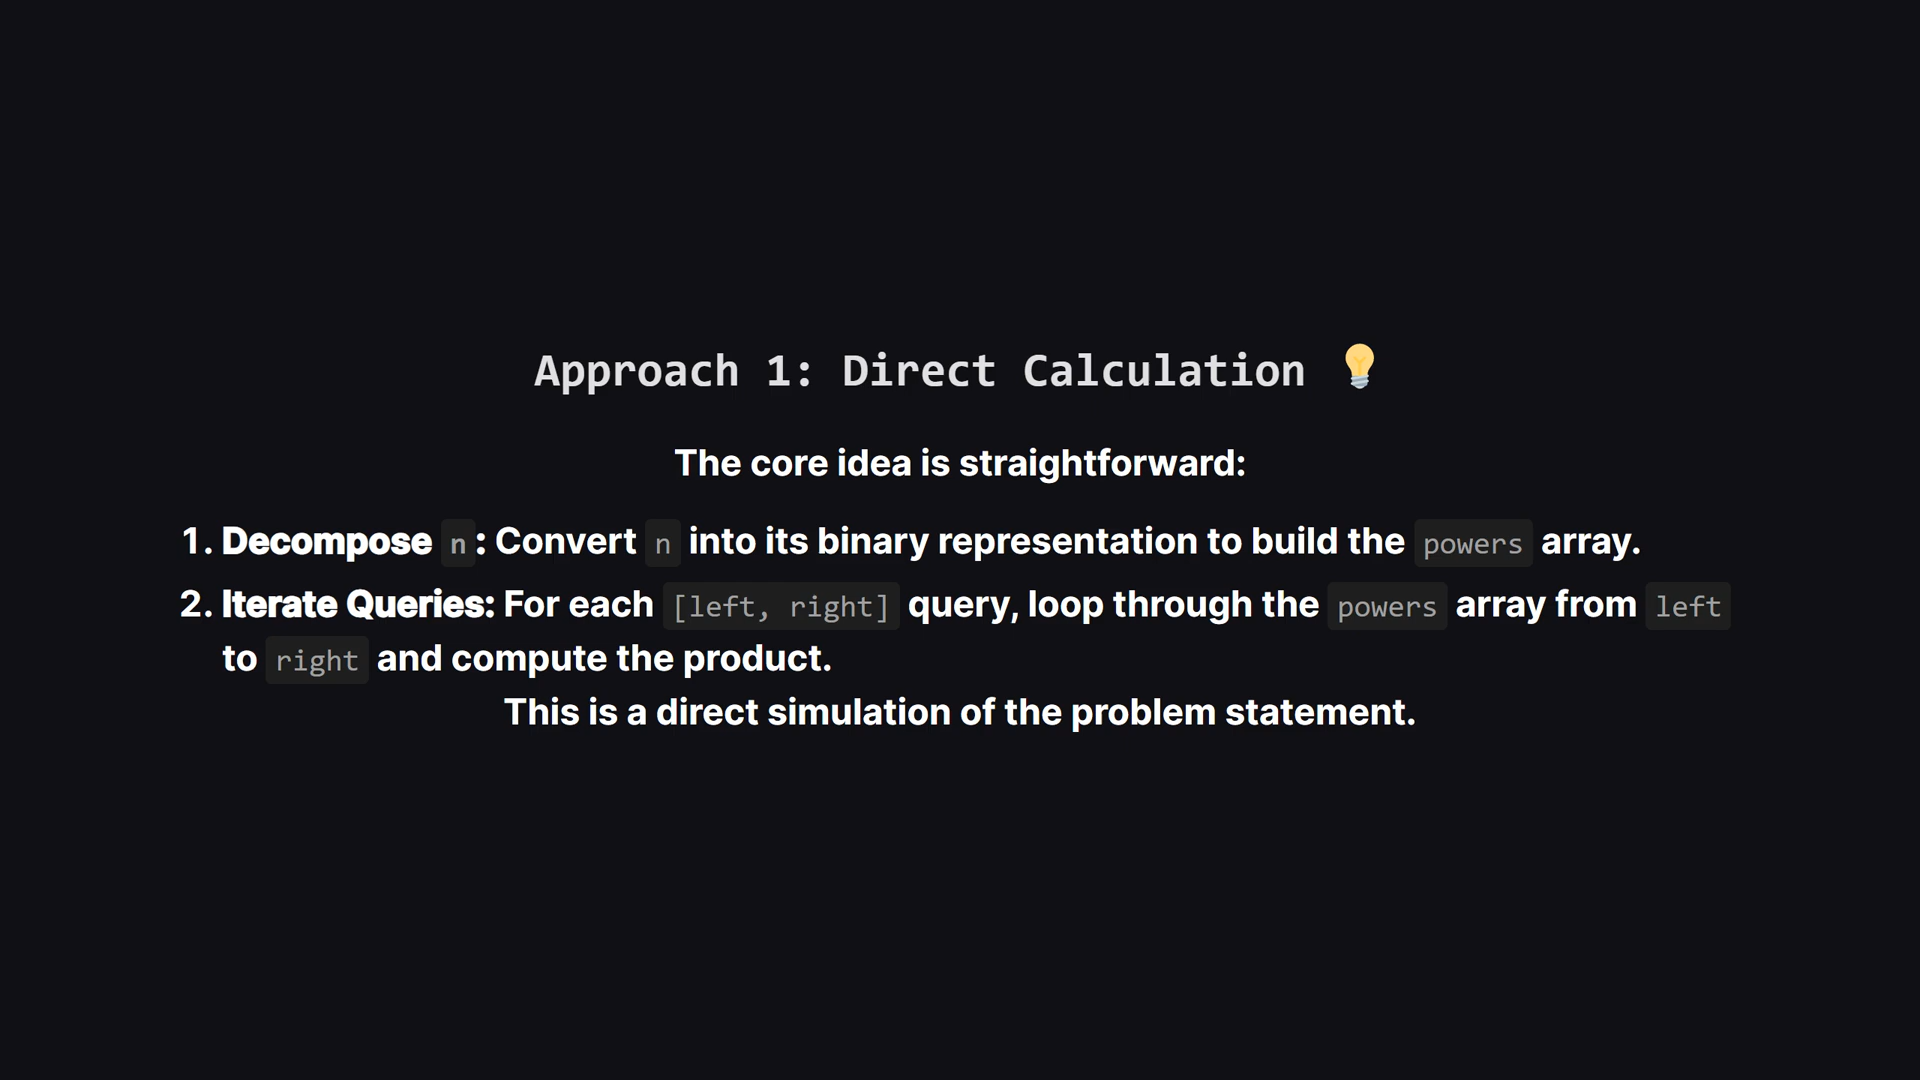 Approach 1: Direct Calculation 💡
The core idea is straightforward:
1. Decompose n: Convert n into its binary representation to build the powers array.
2. Iterate Queries: For each [left, right] query, loop through the powers array from left
to right and compute the product.
This is a direct simulation of the problem statement.